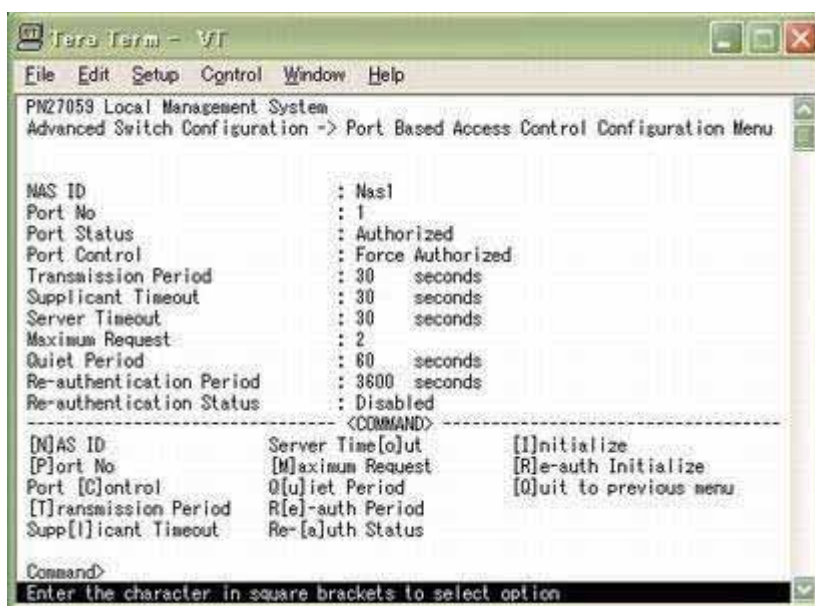 Tera Term - VT
File Edit Setup Control Window Help
PN27059 Local Management System
Advanced Switch Configuration -> Port Based Access Control Configuration Menu
NAS ID : Nas1
Port No : 1
Port Status : Authorized
Port Control : Force Authorized
Transmission Period : 30 seconds
Supplicant Timeout : 30 seconds
Server Timeout : 30 seconds
Maximum Request : 2
Quiet Period : 60 seconds
Re-authentication Period : 3600 seconds
Re-authentication Status : Disabled
------------------------------------ <COMMAND> ------------------------------------
[N]AS ID Server Time[o]ut [I]nitialize
[P]ort No [M]aximum Request [R]e-auth Initialize
Port [C]ontrol Q[u]iet Period [Q]uit to previous menu
[T]ransmission Period R[e]-auth Period
Supp[l]icant Timeout Re-[a]uth Status
Command>
Enter the character in square brackets to select option